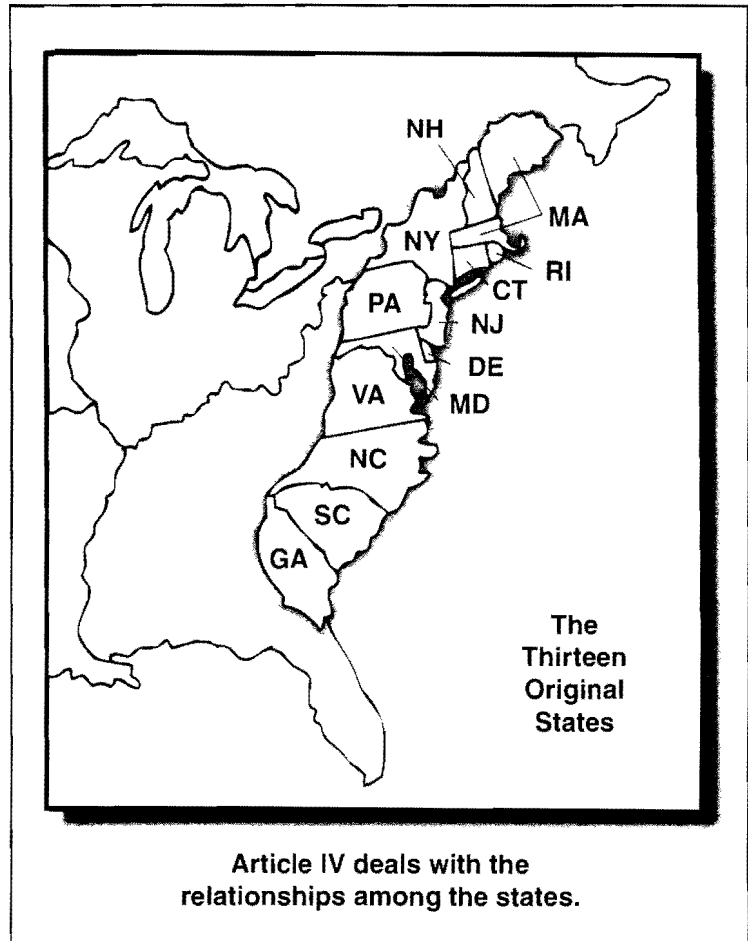 NH
MA
NY
RI
CT
PA
NJ
DE
MD
VA
NC
SC
GA
The
Thirteen
Original
States
Article IV deals with the
relationships among the states.